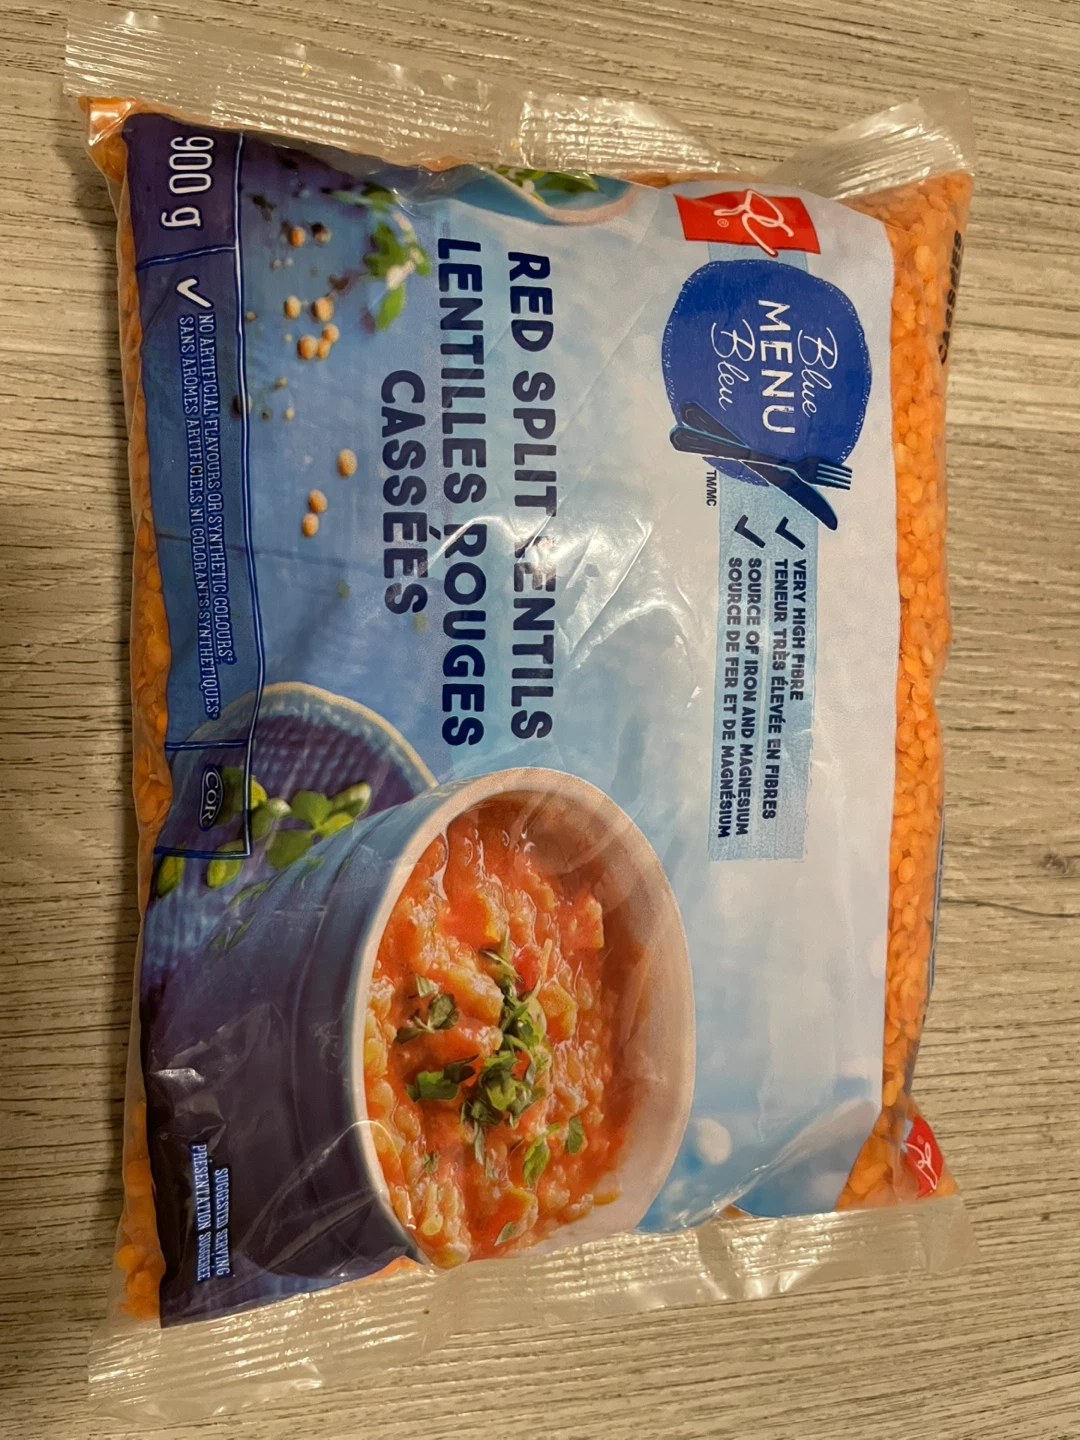 PC®
Blue
MENU
Bleu
TM/MC
VERY HIGH FIBRE
TENEUR TRÈS ÉLEVÉE EN FIBRES
SOURCE OF IRON AND MAGNESIUM
SOURCE DE FER ET DE MAGNÉSIUM
RED SPLIT LENTILS
LENTILLES ROUGES
CASSÉES
900 g
NO ARTIFICIAL FLAVOURS OR SYNTHETIC COLOURS‡
SANS ARÔMES ARTIFICIELS NI COLORANTS SYNTHÉTIQUES‡
COR
SUGGESTED SERVING
PRÉSENTATION SUGGÉRÉE